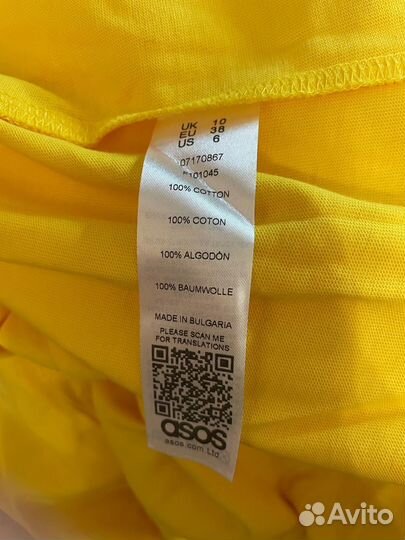 UK 10
EU 38
US 6
07170867
5101045
100% COTTON
100% COTON
100% ALGODÓN
100% BAUMWOLLE
MADE IN BULGARIA
PLEASE SCAN ME
FOR TRANSLATIONS
asos
asos.com Ltd.
Avito